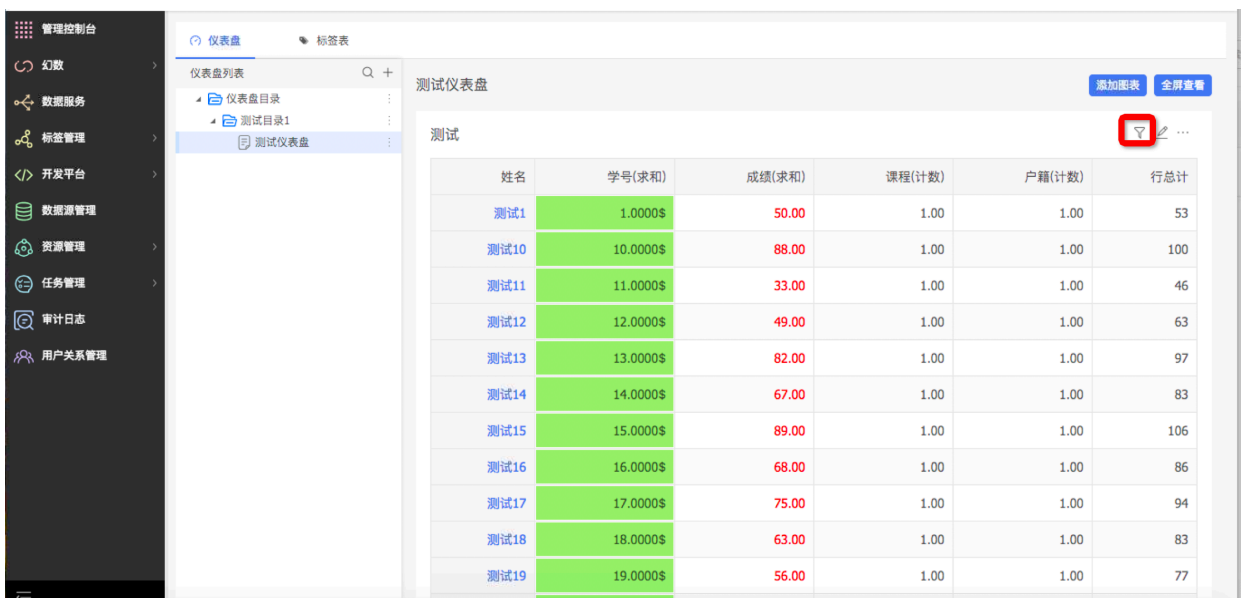 管理控制台
幻数
数据服务
标签管理
开发平台
数据源管理
资源管理
任务管理
审计日志
用户关系管理
仪表盘 标签表
仪表盘列表
仪表盘目录
测试目录1
测试仪表盘
测试仪表盘 添加图表 全屏查看
测试
姓名 学号(求和) 成绩(求和) 课程(计数) 户籍(计数) 行总计
测试1 1.0000$ 50.00 1.00 1.00 53
测试10 10.0000$ 88.00 1.00 1.00 100
测试11 11.0000$ 33.00 1.00 1.00 46
测试12 12.0000$ 49.00 1.00 1.00 63
测试13 13.0000$ 82.00 1.00 1.00 97
测试14 14.0000$ 67.00 1.00 1.00 83
测试15 15.0000$ 89.00 1.00 1.00 106
测试16 16.0000$ 68.00 1.00 1.00 86
测试17 17.0000$ 75.00 1.00 1.00 94
测试18 18.0000$ 63.00 1.00 1.00 83
测试19 19.0000$ 56.00 1.00 1.00 77